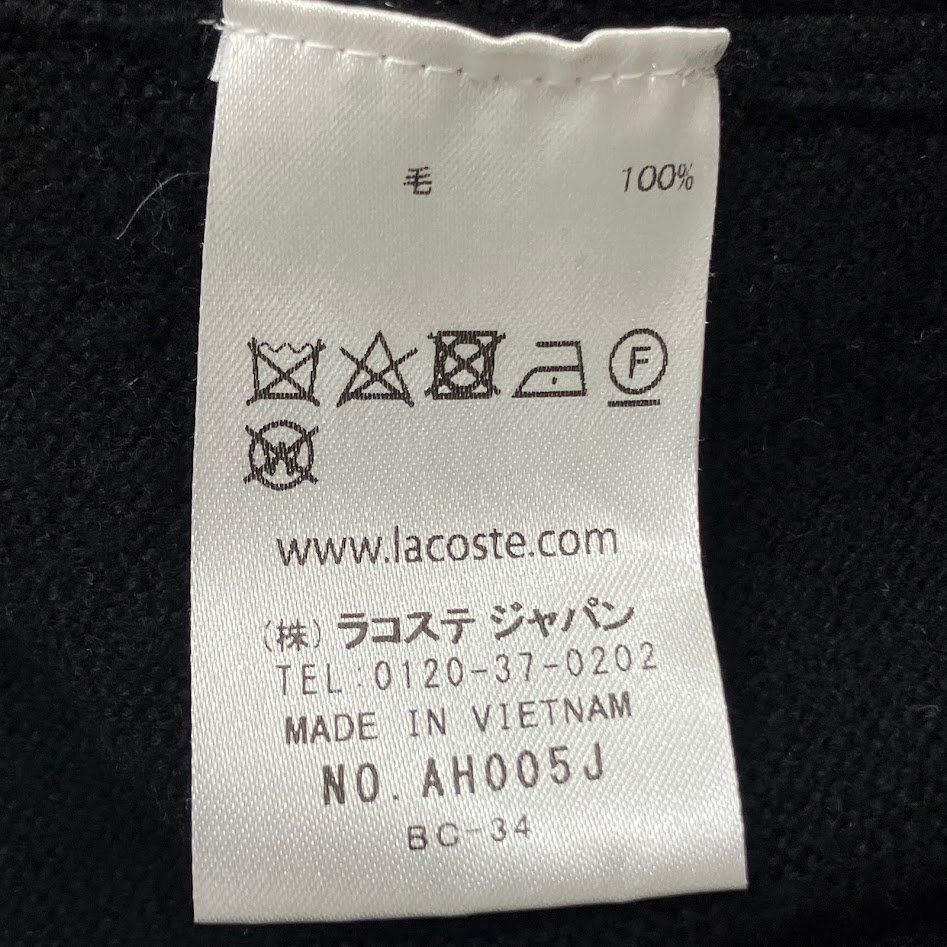 毛 100%
F
W
www.lacoste.com
(株) ラコステ ジャパン
TEL:0120-37-0202
MADE IN VIETNAM
NO. AH005J
BC-34